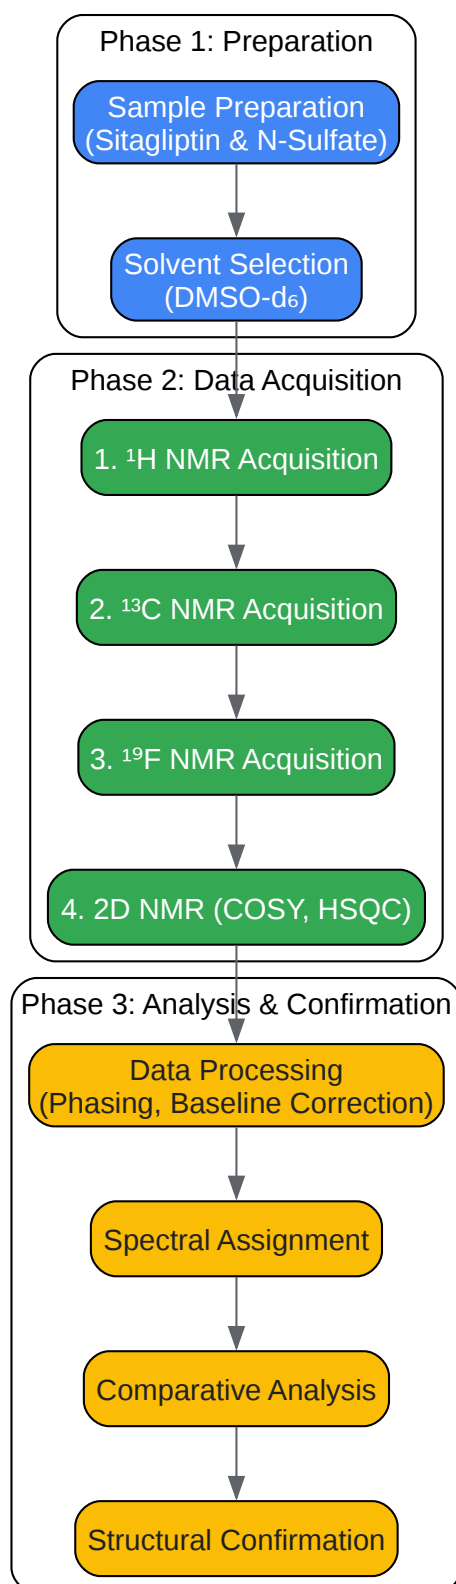 Phase 1: Preparation
Sample Preparation
(Sitagliptin & N-Sulfate)
Solvent Selection
(DMSO-d₆)
Phase 2: Data Acquisition
1. ¹H NMR Acquisition
2. ¹³C NMR Acquisition
3. ¹⁹F NMR Acquisition
4. 2D NMR (COSY, HSQC)
Phase 3: Analysis & Confirmation
Data Processing
(Phasing, Baseline Correction)
Spectral Assignment
Comparative Analysis
Structural Confirmation